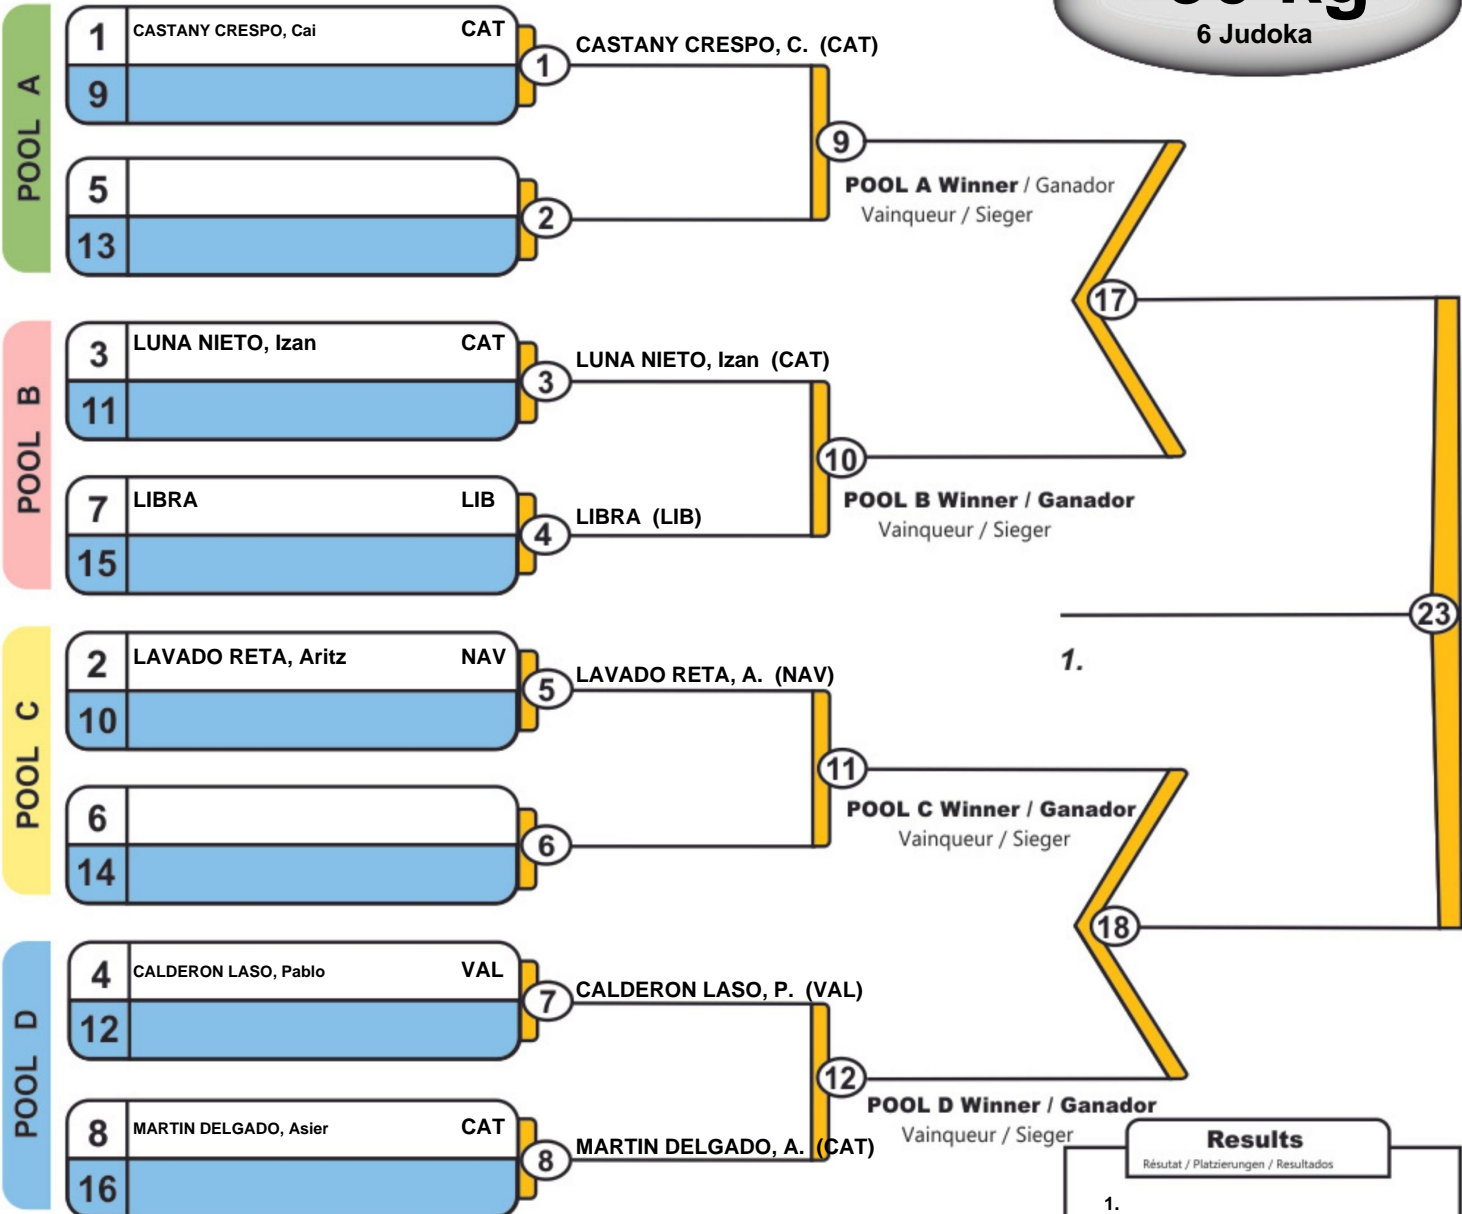 6 Judoka
POOL A
1 CASTANY CRESPO, Cai CAT
9
1
CASTANY CRESPO, C. (CAT)
5
13
2
9
POOL A Winner / Ganador
Vainqueur / Sieger
17
POOL B
3 LUNA NIETO, Izan CAT
11
3
LUNA NIETO, Izan (CAT)
7 LIBRA LIB
15
4
LIBRA (LIB)
10
POOL B Winner / Ganador
Vainqueur / Sieger
23
1.
POOL C
2 LAVADO RETA, Aritz NAV
10
5
LAVADO RETA, A. (NAV)
6
14
6
11
POOL C Winner / Ganador
Vainqueur / Sieger
18
POOL D
4 CALDERON LASO, Pablo VAL
12
7
CALDERON LASO, P. (VAL)
8 MARTIN DELGADO, Asier CAT
16
8
MARTIN DELGADO, A. (CAT)
12
POOL D Winner / Ganador
Vainqueur / Sieger
Results
Résutat / Platzierungen / Resultados
1.